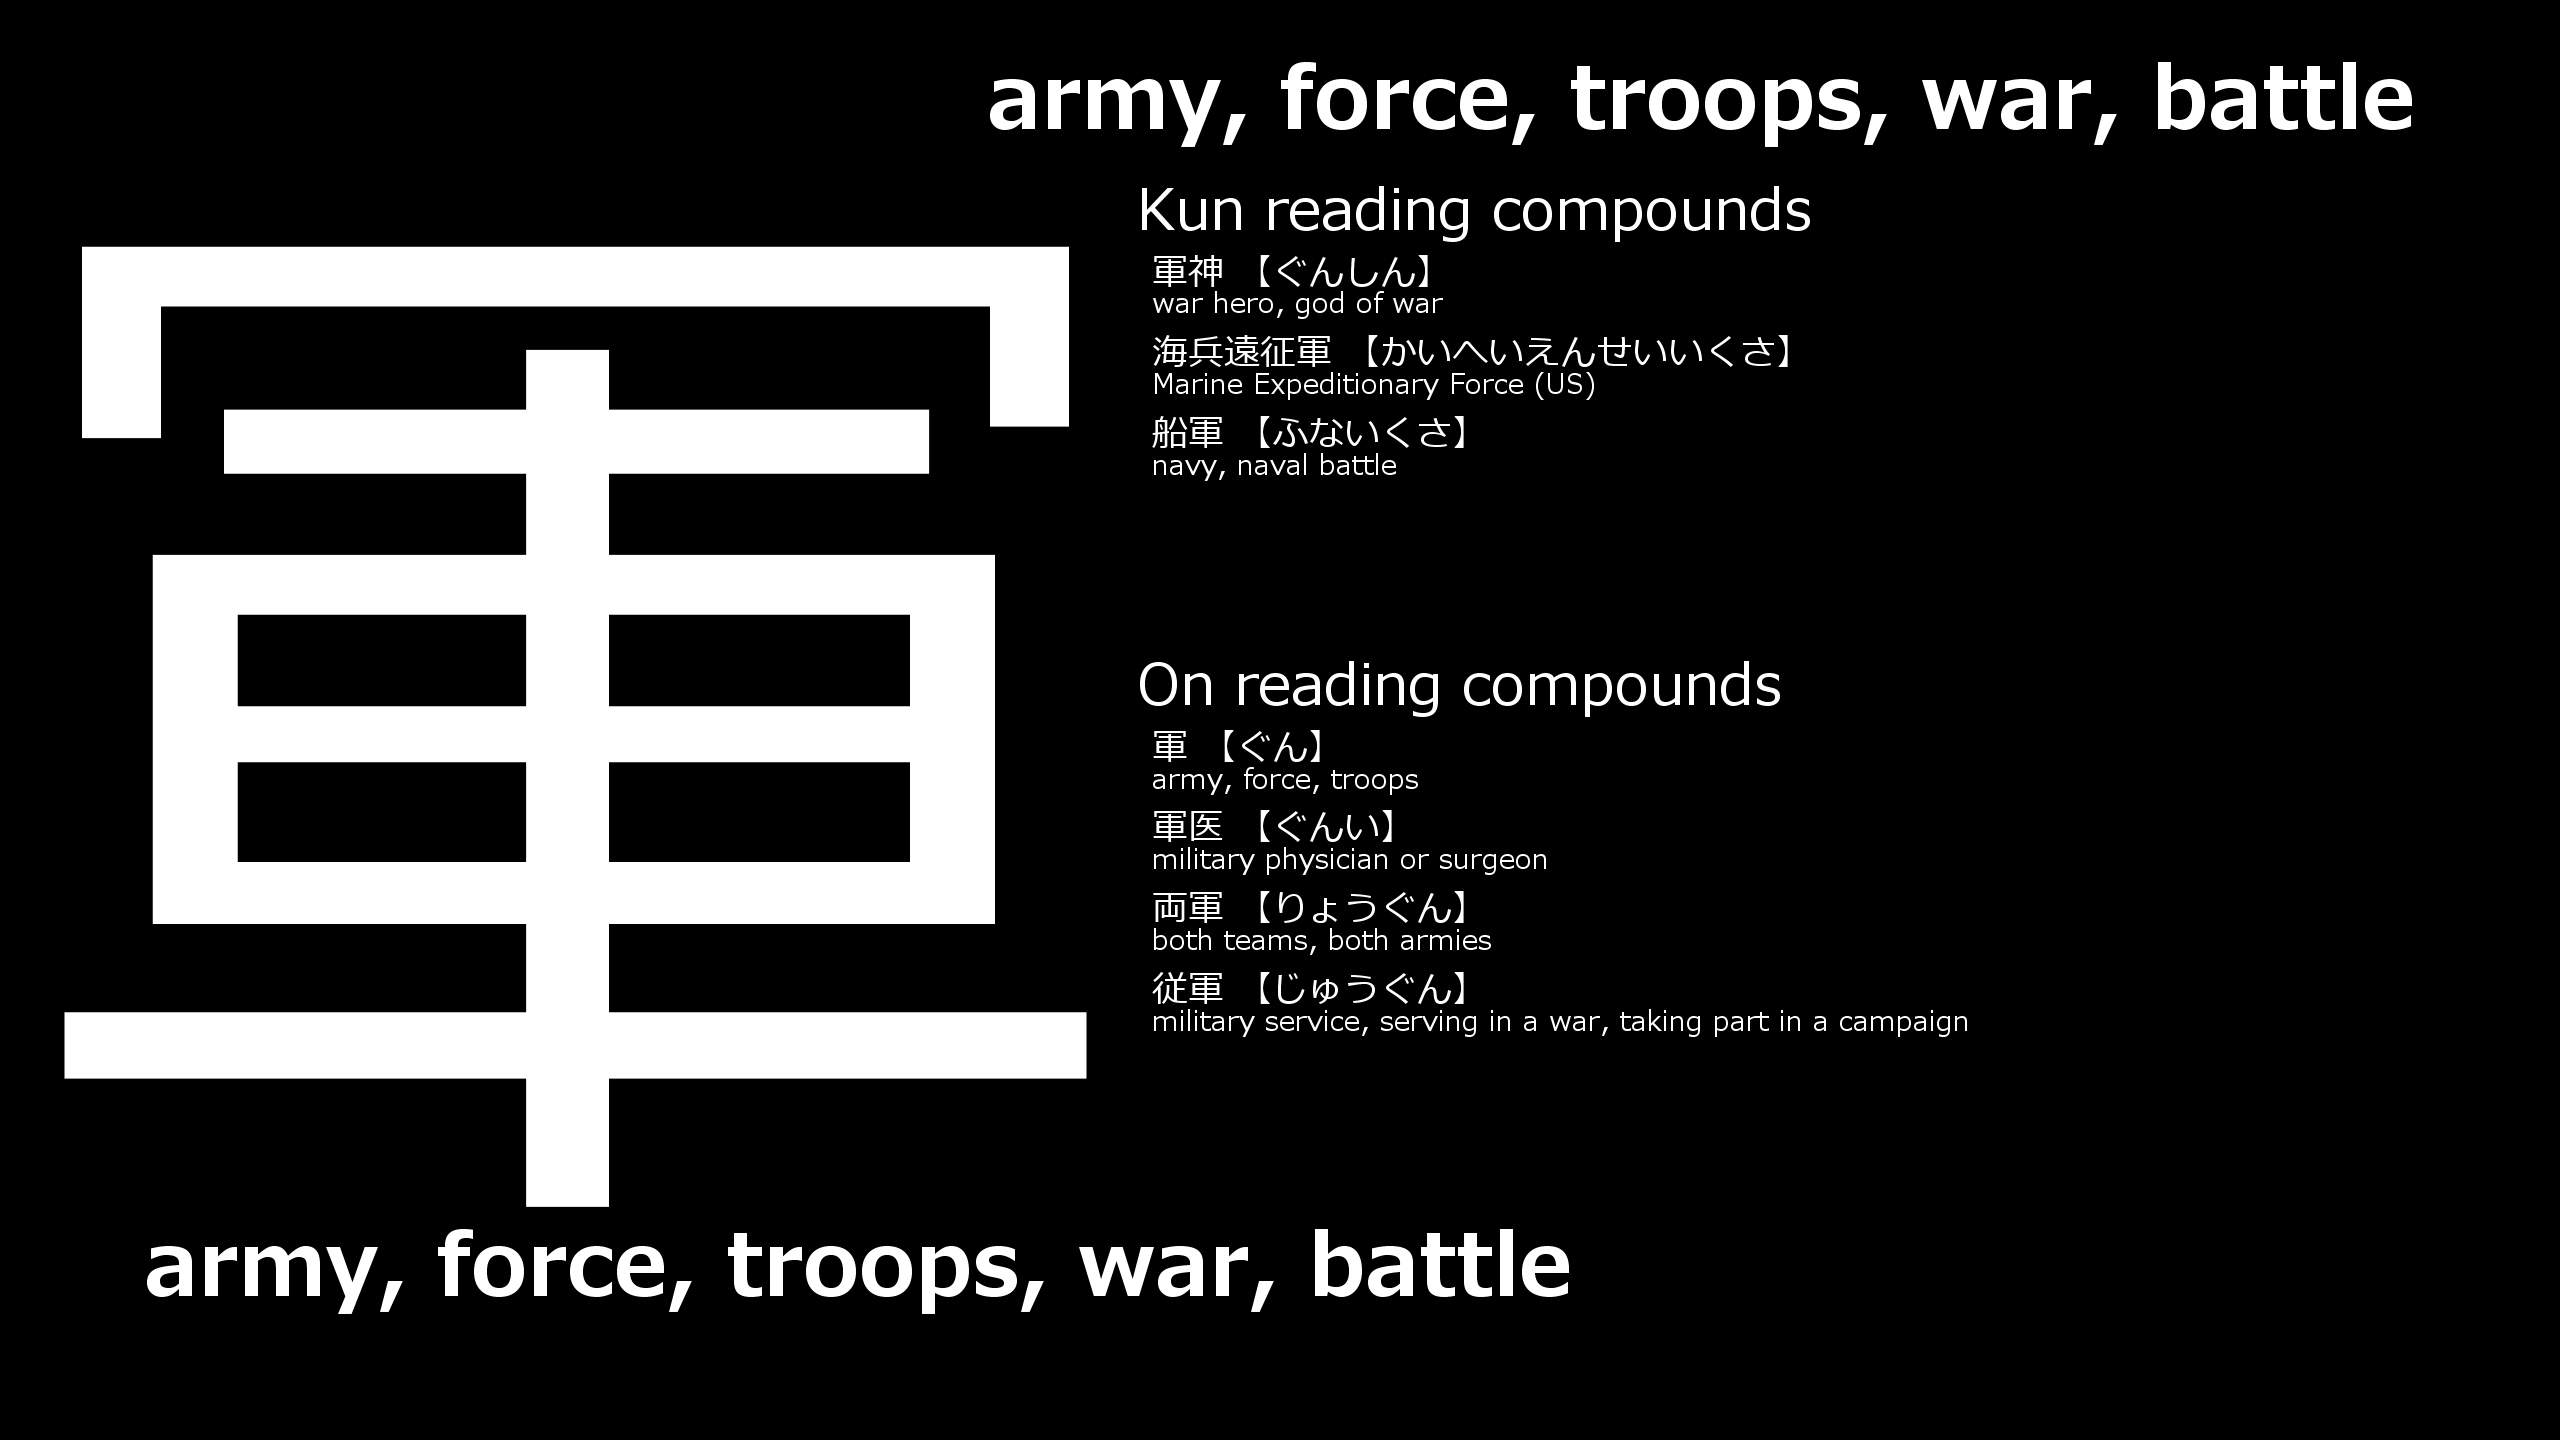 army, force, troops, war, battle
軍
Kun reading compounds
軍神 【ぐんしん】
war hero, god of war
海兵遠征軍 【かいへいえんせいいくさ】
Marine Expeditionary Force (US)
船軍 【ふないくさ】
navy, naval battle
On reading compounds
軍 【ぐん】
army, force, troops
軍医 【ぐんい】
military physician or surgeon
両軍 【りょうぐん】
both teams, both armies
従軍 【じゅうぐん】
military service, serving in a war, taking part in a campaign
army, force, troops, war, battle